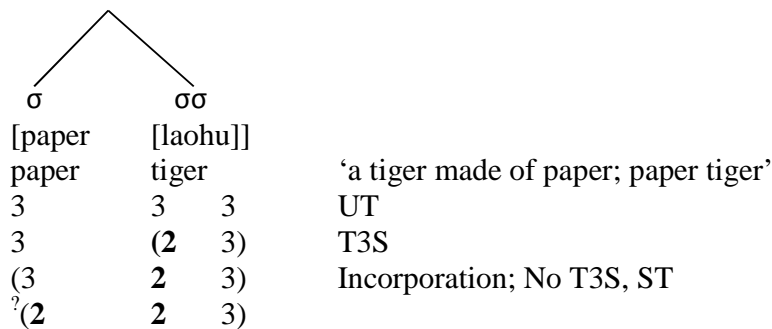 σ σσ
[paper [laohu]]
paper tiger ‘a tiger made of paper; paper tiger’
3 3 3 UT
3 (2 3) T3S
(3 2 3) Incorporation; No T3S, ST
?(2 2 3)